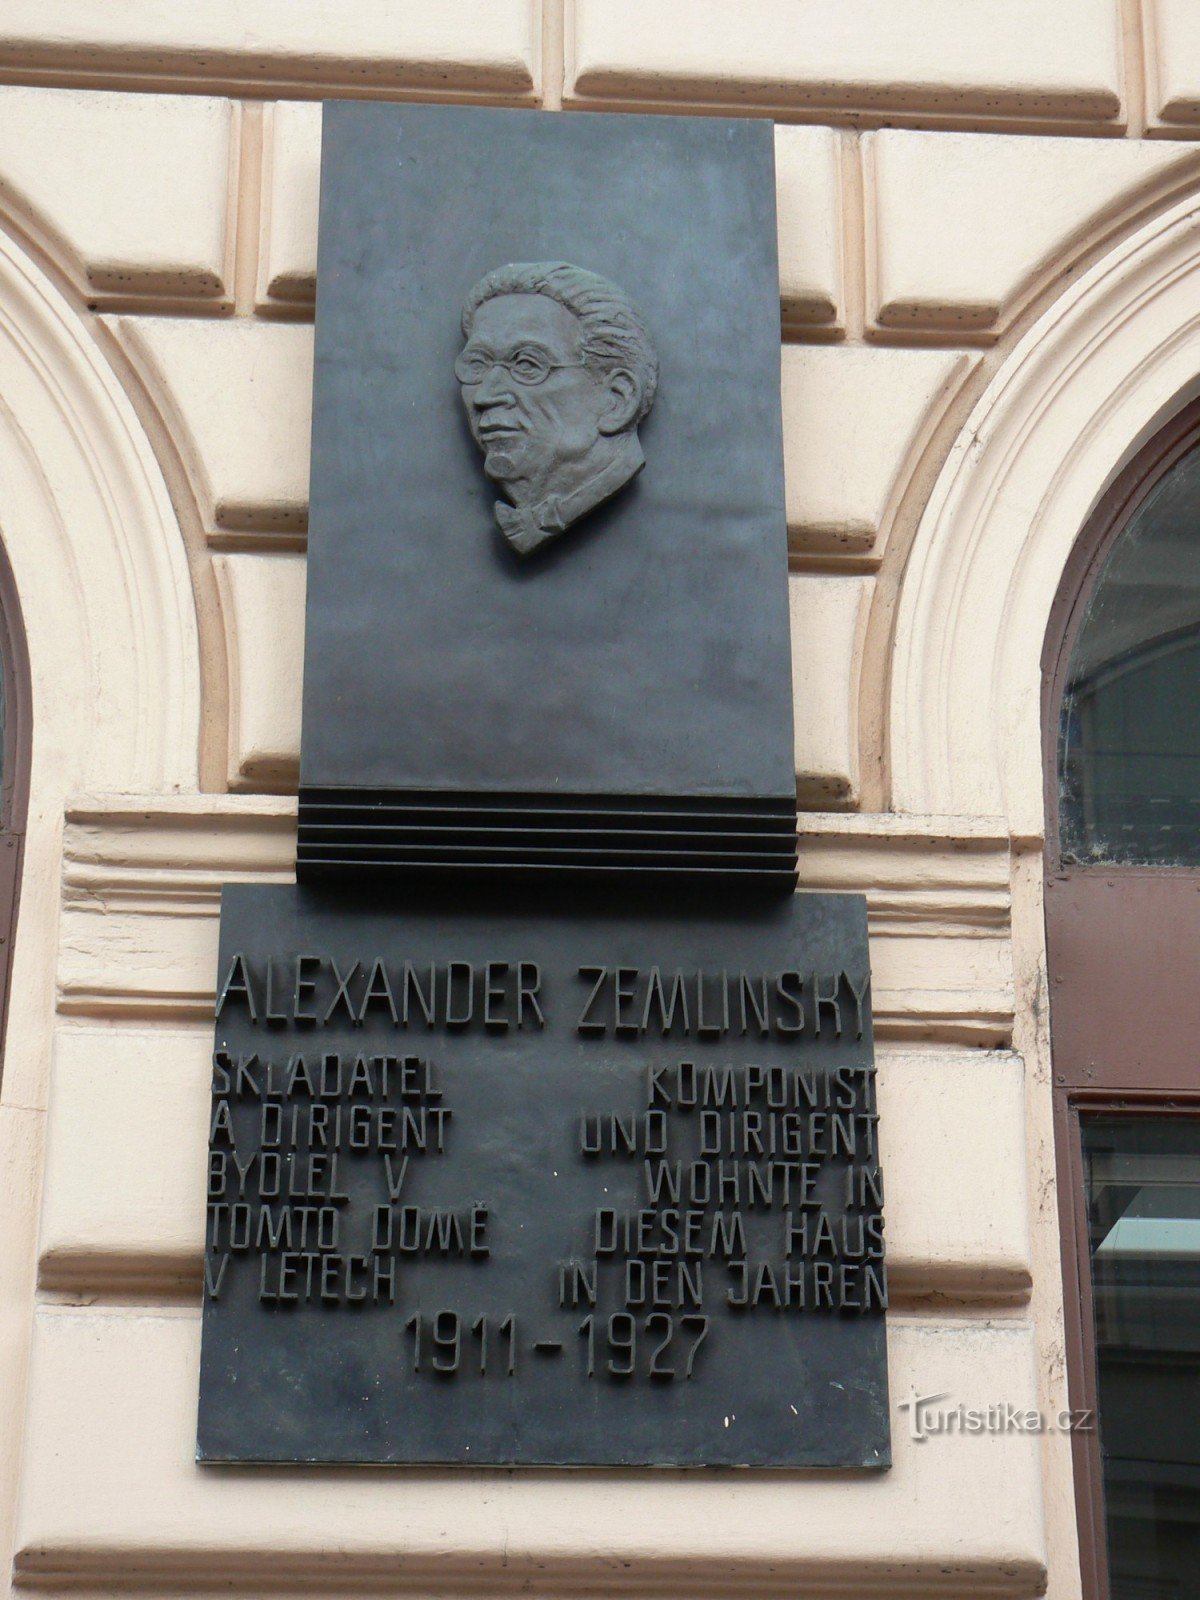 ALEXANDER ZEMLINSKY
SKLADATEL
A DIRIGENT
BYDLEL V
TOMTO DOMĚ
V LETECH
KOMPONIST
UND DIRIGENT
WOHNTE IN
DIESEM HAUS
IN DEN JAHREN
1911-1927
Turistika.cz